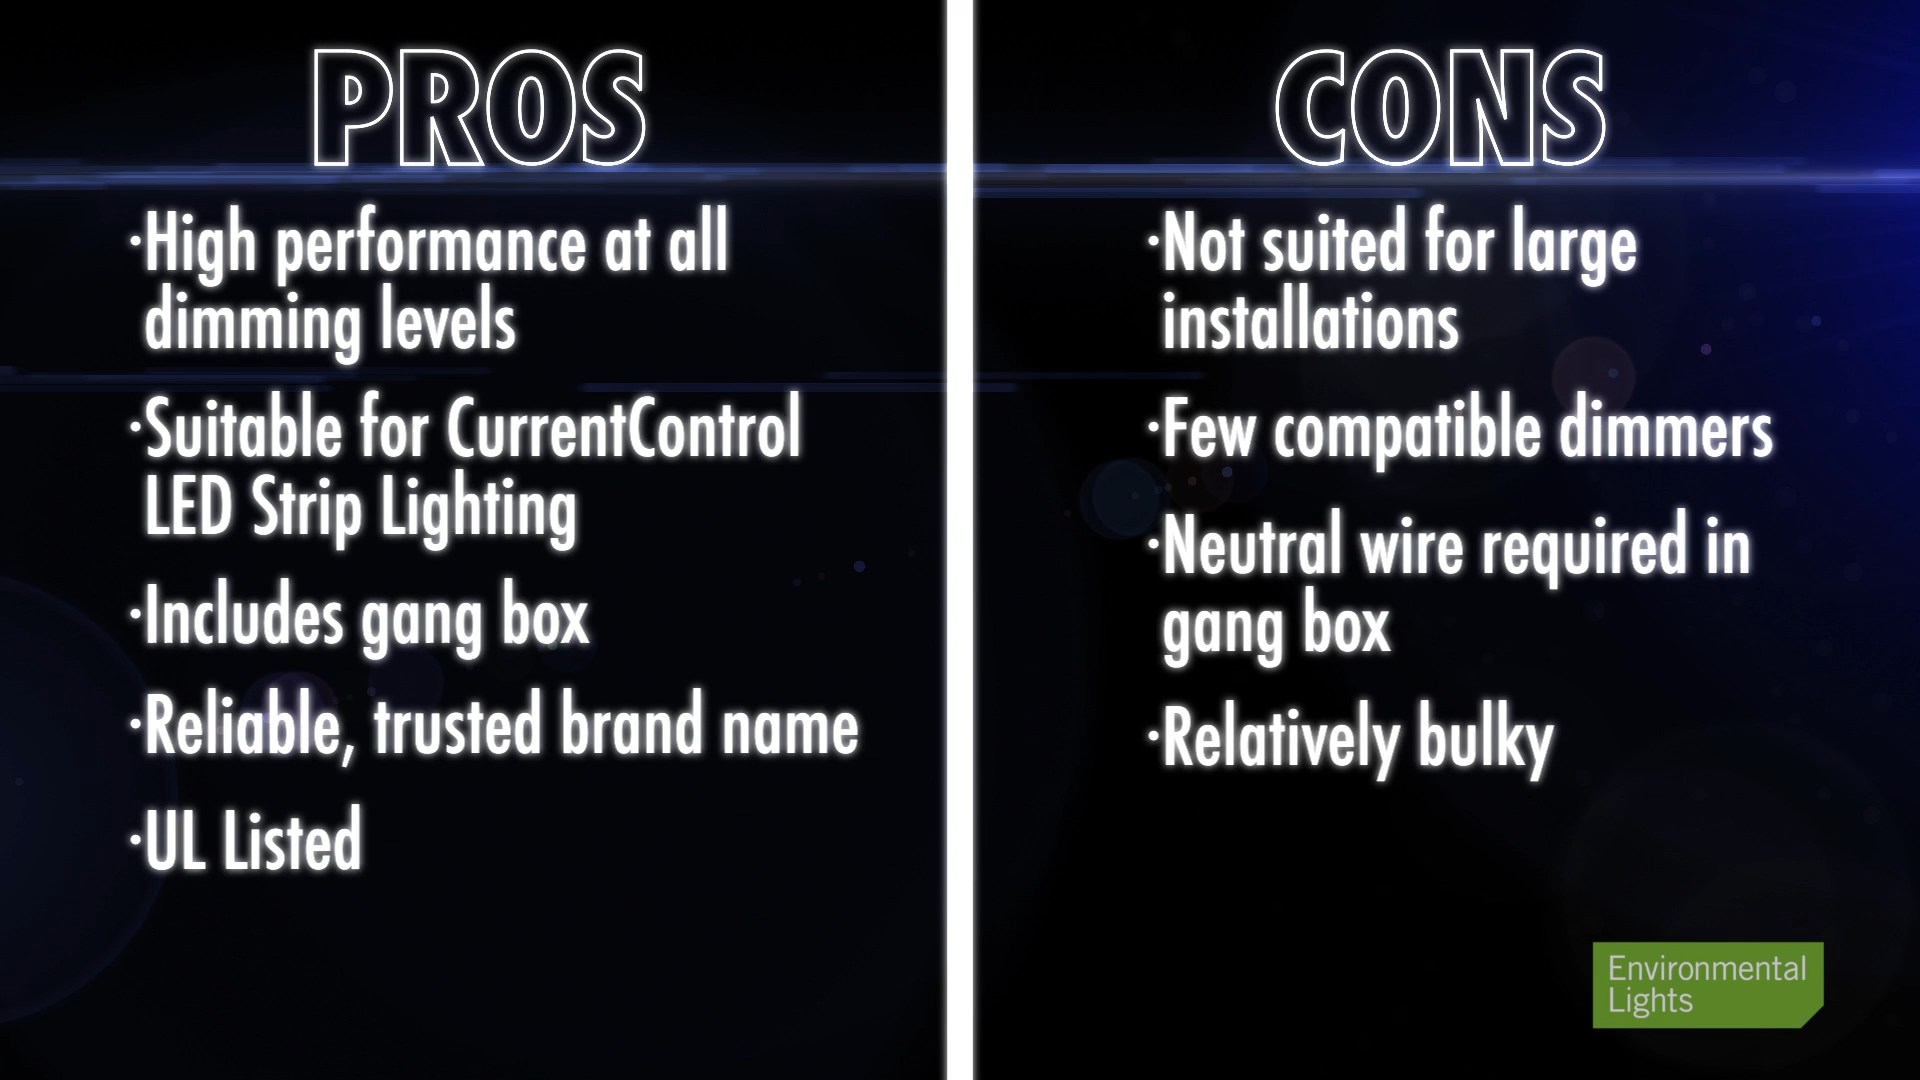 PROS
·High performance at all
dimming levels
·Suitable for CurrentControl
LED Strip Lighting
·Includes gang box
·Reliable, trusted brand name
·UL Listed
CONS
·Not suited for large
installations
·Few compatible dimmers
·Neutral wire required in
gang box
·Relatively bulky
Environmental
Lights